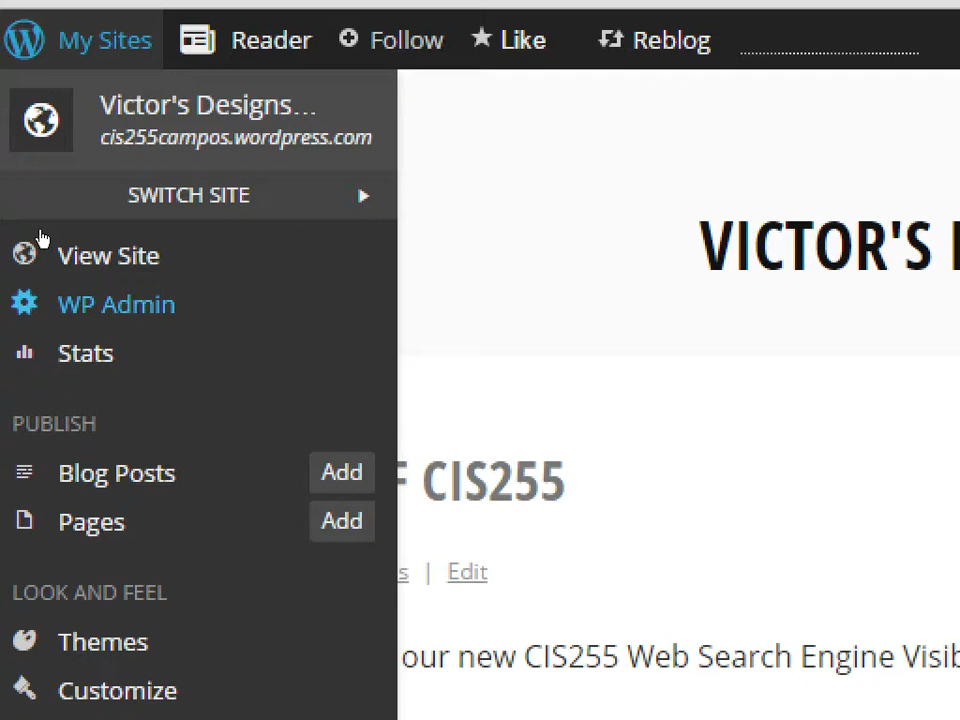 My Sites Reader Follow Like Reblog
Victor's Designs...
cis255campos.wordpress.com
SWITCH SITE
VICTOR'S
View Site
WP Admin
Stats
PUBLISH
Blog Posts Add
CIS255
Pages Add
| Edit
LOOK AND FEEL
Themes
our new CIS255 Web Search Engine
Customize